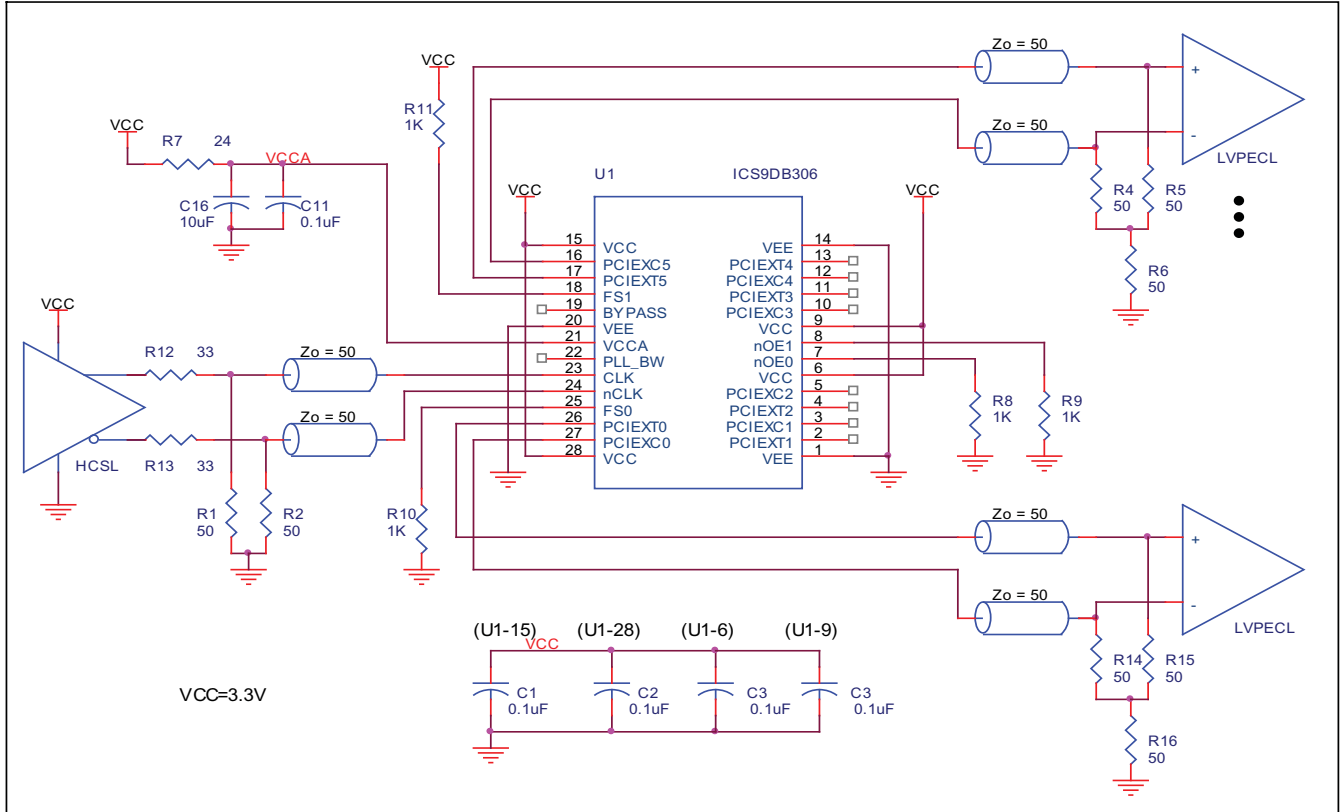 Zo = 50
+
VCC
R11
1K
VCC
R7 24
VCCA
Zo = 50
-
LVPECL
C16
10uF
C11
0.1uF
R4
50
R5
50
R6
50
U1 ICS9DB306
VCC
VCC
15 VCC
16 PCIEXC5
17 PCIEXT5
18 FS1
19 BYPASS
20 VEE
21 VCCA
22 PLL_BW
23 CLK
24 nCLK
25 FS0
26 PCIEXT0
27 PCIEXC0
28 VCC
VEE 14
PCIEXT4 13
PCIEXC4 12
PCIEXT3 11
PCIEXC3 10
VCC 9
nOE1 8
nOE0 7
VCC 6
PCIEXC2 5
PCIEXT2 4
PCIEXC1 3
PCIEXT1 2
VEE 1
VCC
R12 33
Zo = 50
Zo = 50
HCSL
R13 33
R1
50
R2
50
R10
1K
R8
1K
R9
1K
Zo = 50
+
Zo = 50
-
LVPECL
R14
50
R15
50
R16
50
(U1-15) (U1-28) (U1-6) (U1-9)
VCC
C1
0.1uF
C2
0.1uF
C3
0.1uF
C3
0.1uF
VCC=3.3V